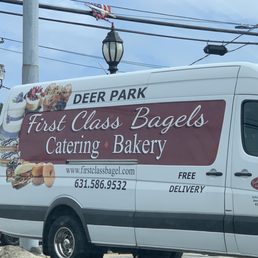 DEER PARK
First Class Bagels
Catering • Bakery
www.firstclassbagel.com
631.586.9532
FREE
DELIVERY